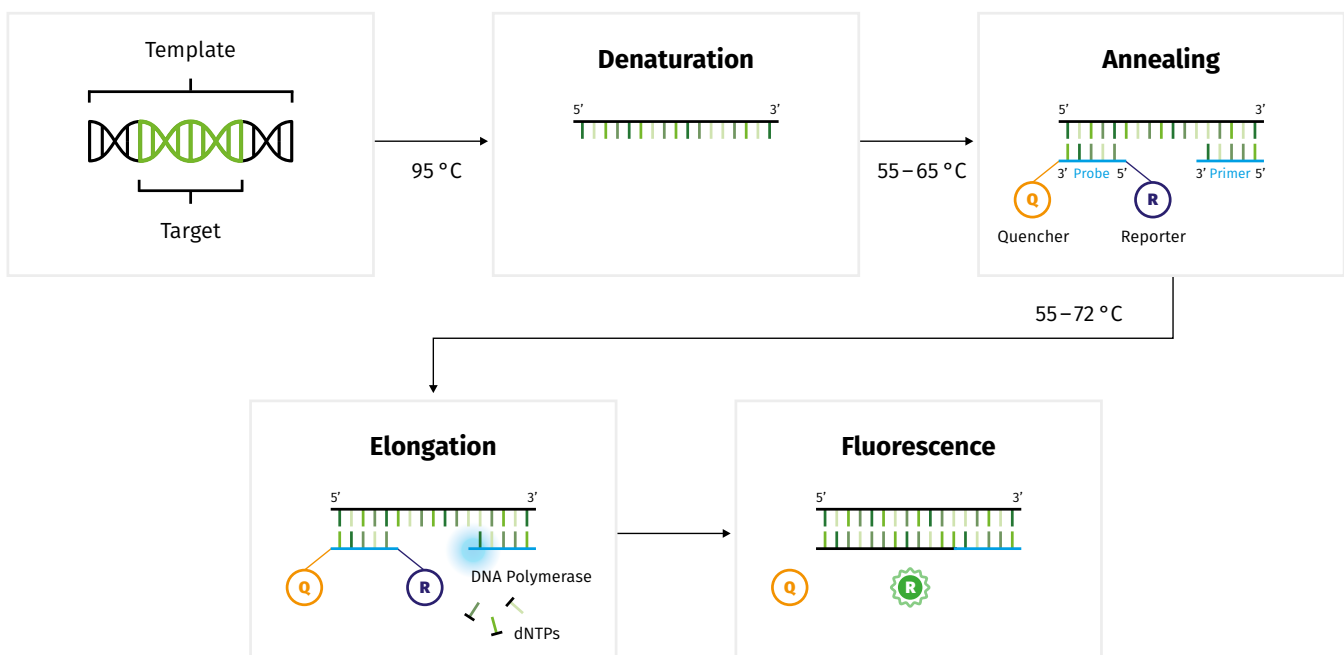 Template
Target
95 °C
Denaturation
5’ 3’
55–65 °C
Annealing
5’ 3’
3’ Probe 5’ 3’ Primer 5’
Q R
Quencher Reporter
55–72 °C
Elongation
5’ 3’
Q R
DNA Polymerase
dNTPs
Fluorescence
5’ 3’
Q R